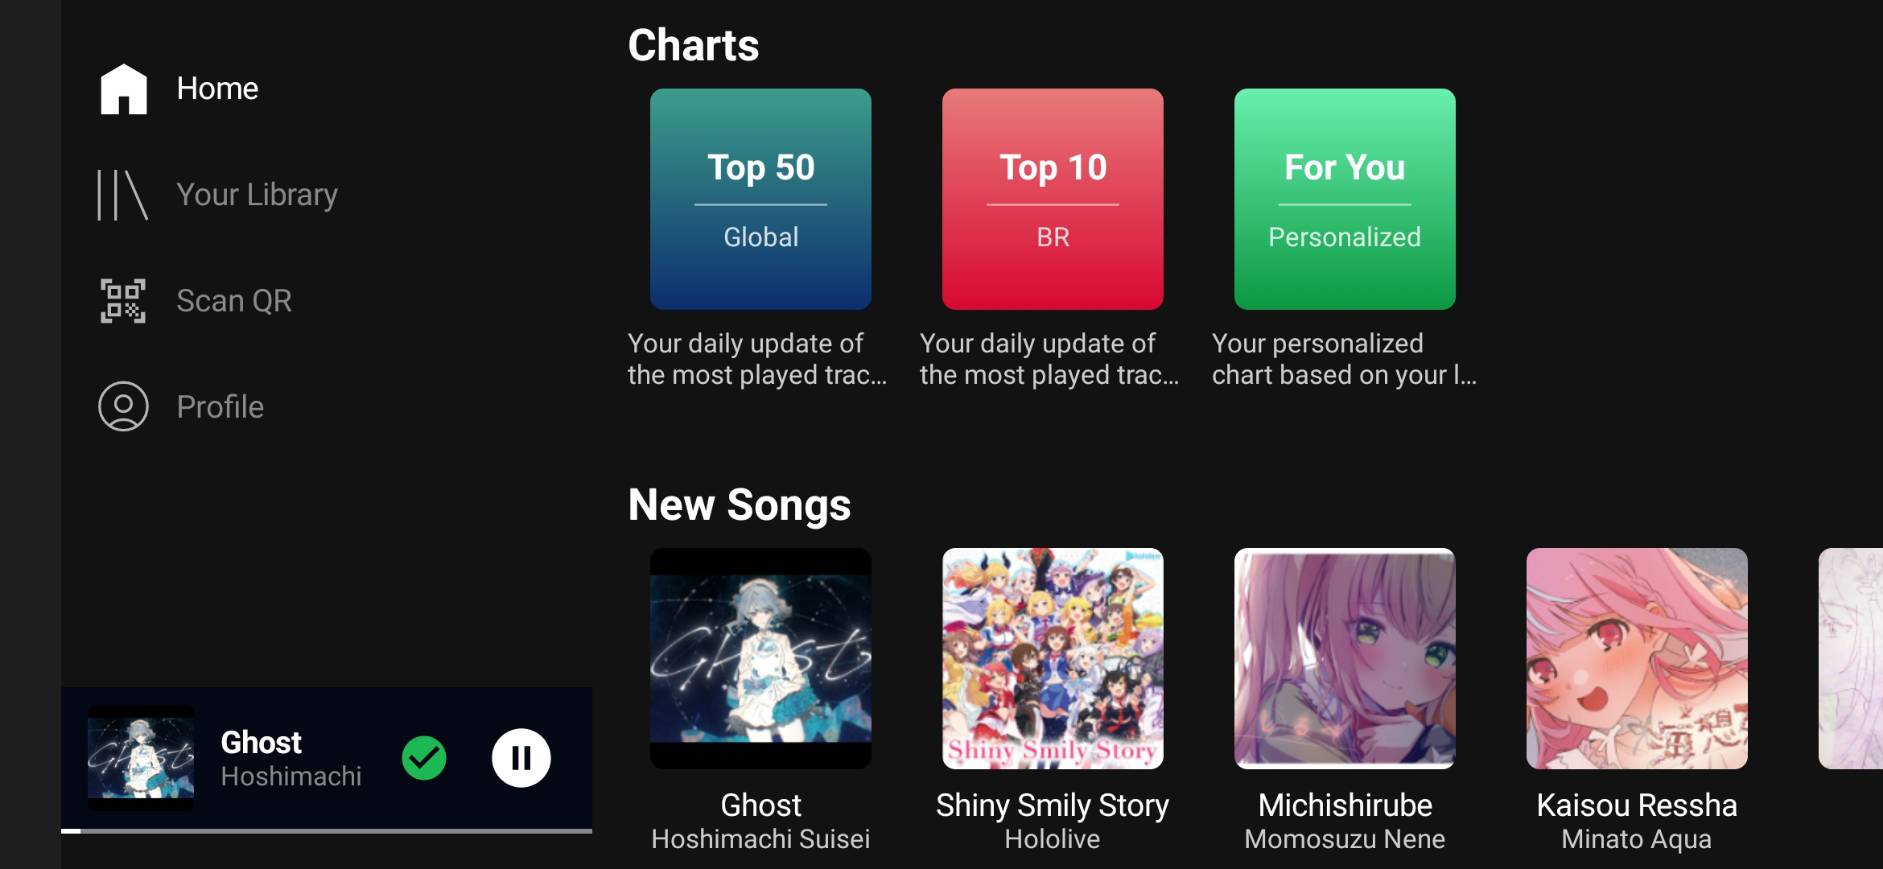 Home
Your Library
Scan QR
Profile
Ghost
Hoshimachi
Charts
Top 50
Global
Top 10
BR
For You
Personalized
Your daily update of
the most played trac...
Your daily update of
the most played trac...
Your personalized
chart based on your l...
New Songs
Ghost
Shiny Smily Story
Ghost
Hoshimachi Suisei
Shiny Smily Story
Hololive
Michishirube
Momosuzu Nene
Kaisou Ressha
Minato Aqua